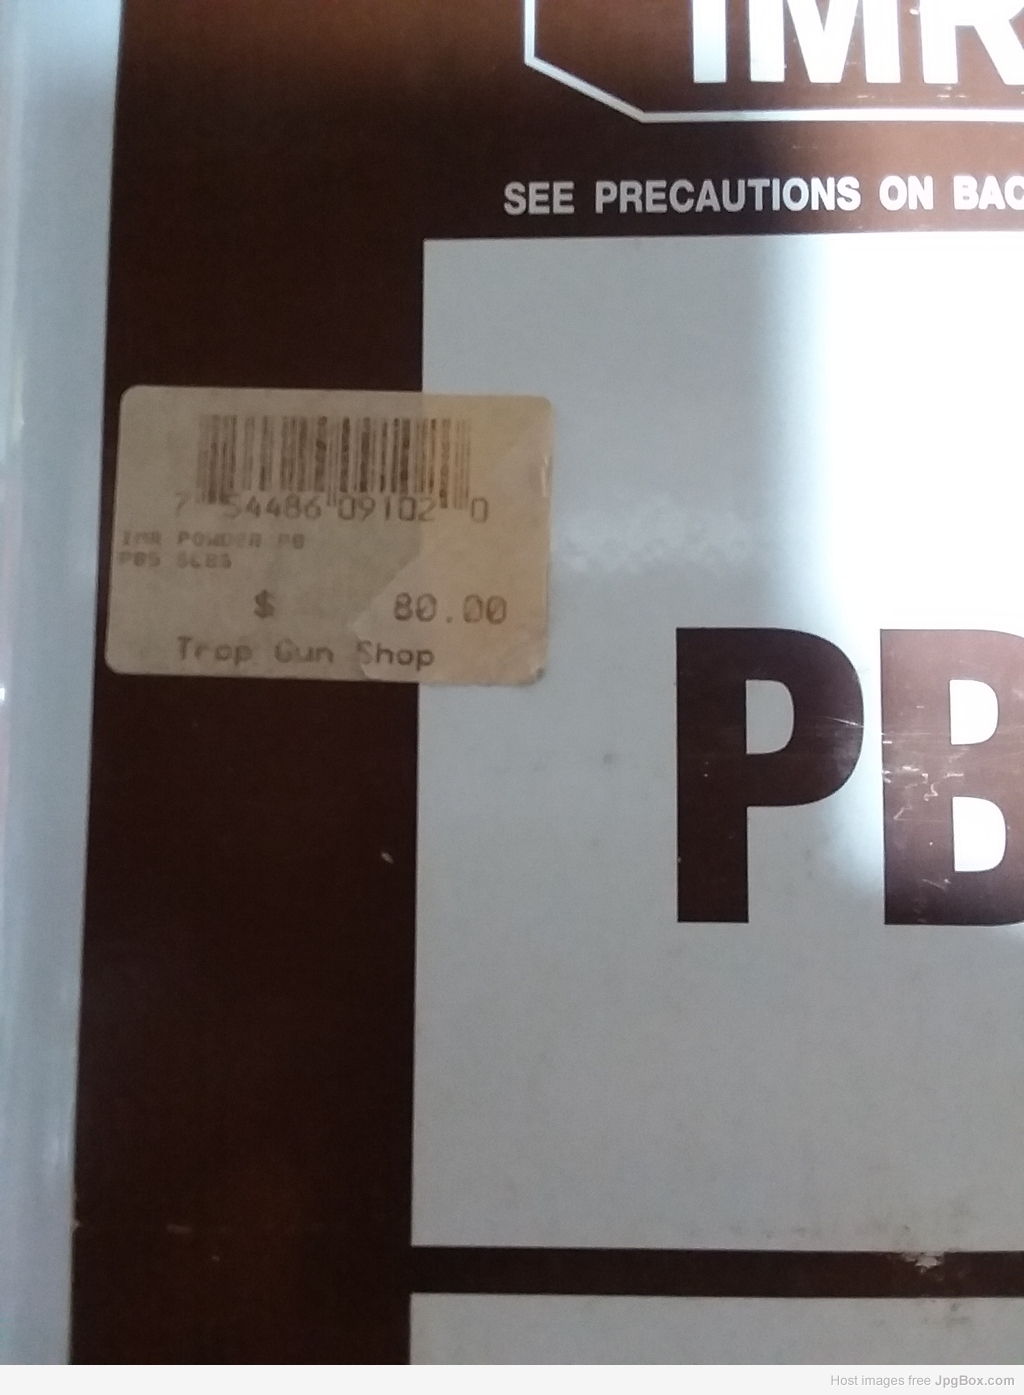 IMR
SEE PRECAUTIONS ON BAC
7 54486 09102 0
IMR POWDER PB
PB5 5LBS
$ 80.00
Trop Gun Shop
PB
Host images free JpgBox.com